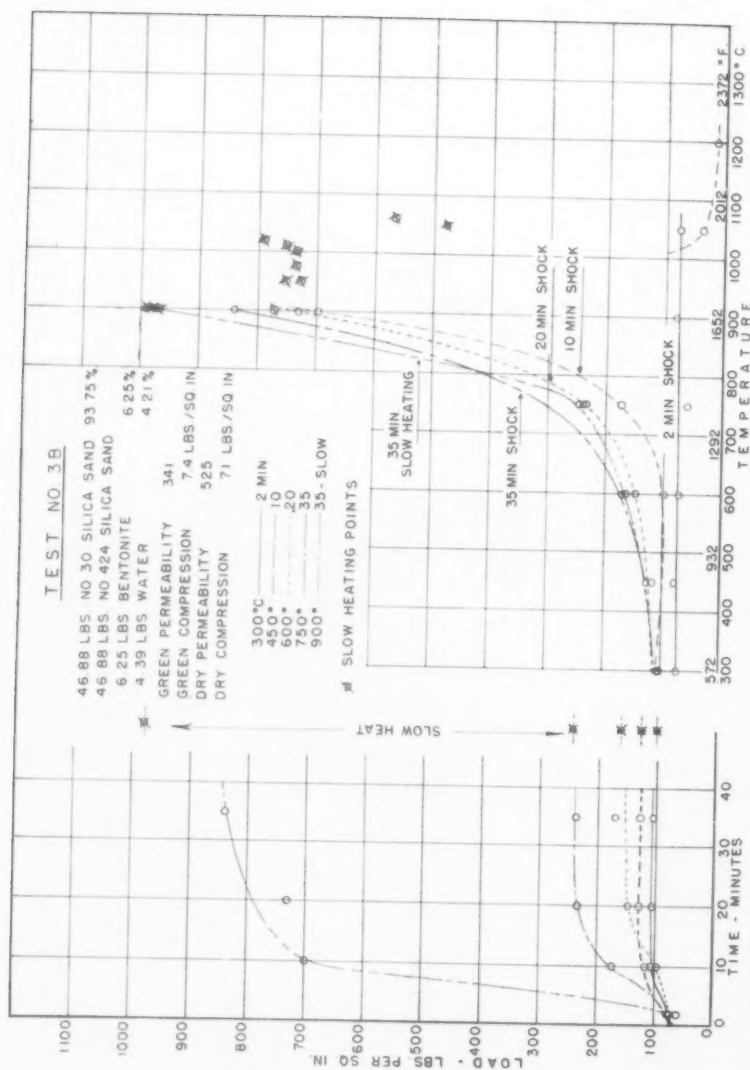 TEST NO. 3B
46.88 LBS NO 30 SILICA SAND 93 75%
46 88 LBS NO 424 SILICA SAND
6 25 LBS BENTONITE 6 25%
4 39 LBS WATER 4 21%
GREEN PERMEABILITY 341
GREEN COMPRESSION 7.4 LBS/SQ IN
DRY PERMEABILITY 525
DRY COMPRESSION 71 LBS/SQ IN
300°C 2 MIN
450° 10
600° 20
750° 35
900° 35-SLOW
SLOW HEATING POINTS
SLOW HEAT
LOAD - LBS. PER SQ IN.
1100
1000
900
800
700
600
500
400
300
200
100
0
0 10 20 30 40
TIME - MINUTES
35 MIN
SLOW HEATING
35 MIN SHOCK
20 MIN SHOCK
10 MIN SHOCK
2 MIN SHOCK
572 932 1292 1652 2012 2372 °F
300 400 500 600 700 800 900 1000 1100 1200 1300°C
TEMPERATURE